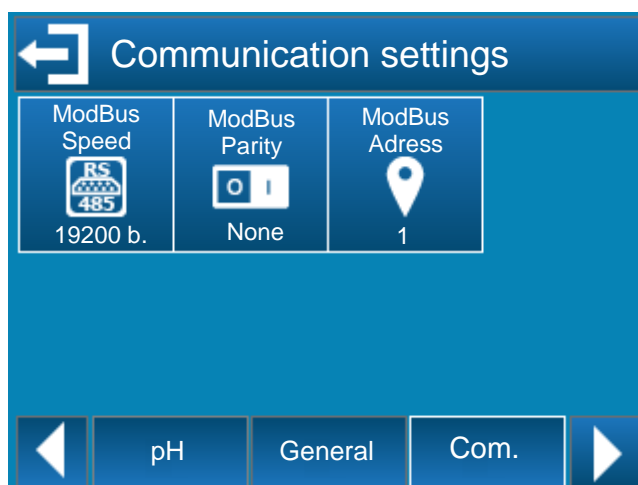 Communication settings
ModBus
Speed
RS
485
19200 b.
ModBus
Parity
O I
None
ModBus
Adress
1
pH
General
Com.